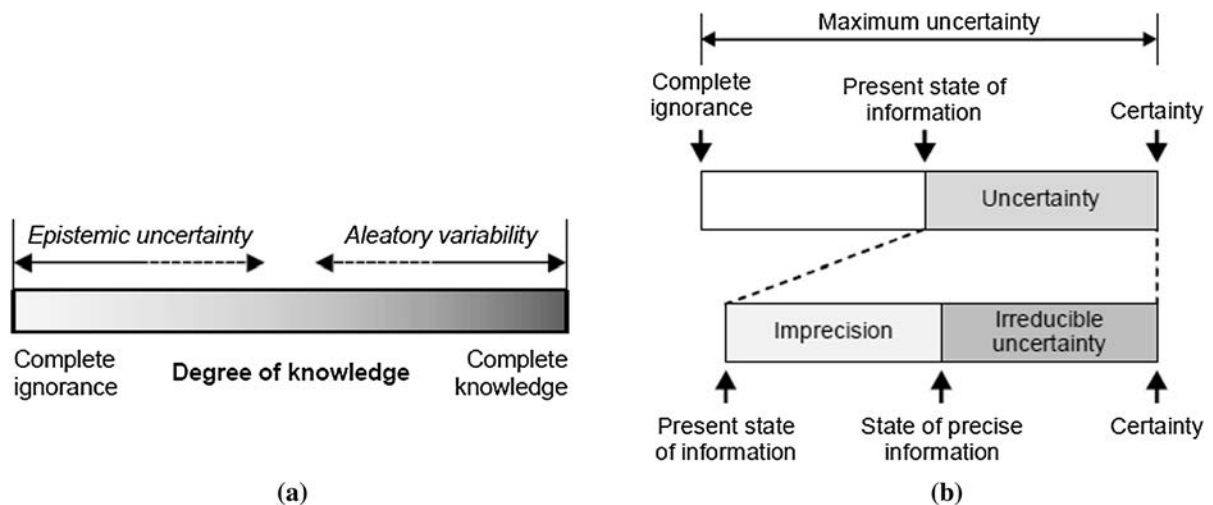 Epistemic uncertainty
Aleatory variability
Complete
ignorance
Degree of knowledge
Complete
knowledge
(a)
Maximum uncertainty
Complete
ignorance
Present state of
information
Certainty
Uncertainty
Imprecision
Irreducible
uncertainty
Present state
of information
State of precise
information
Certainty
(b)